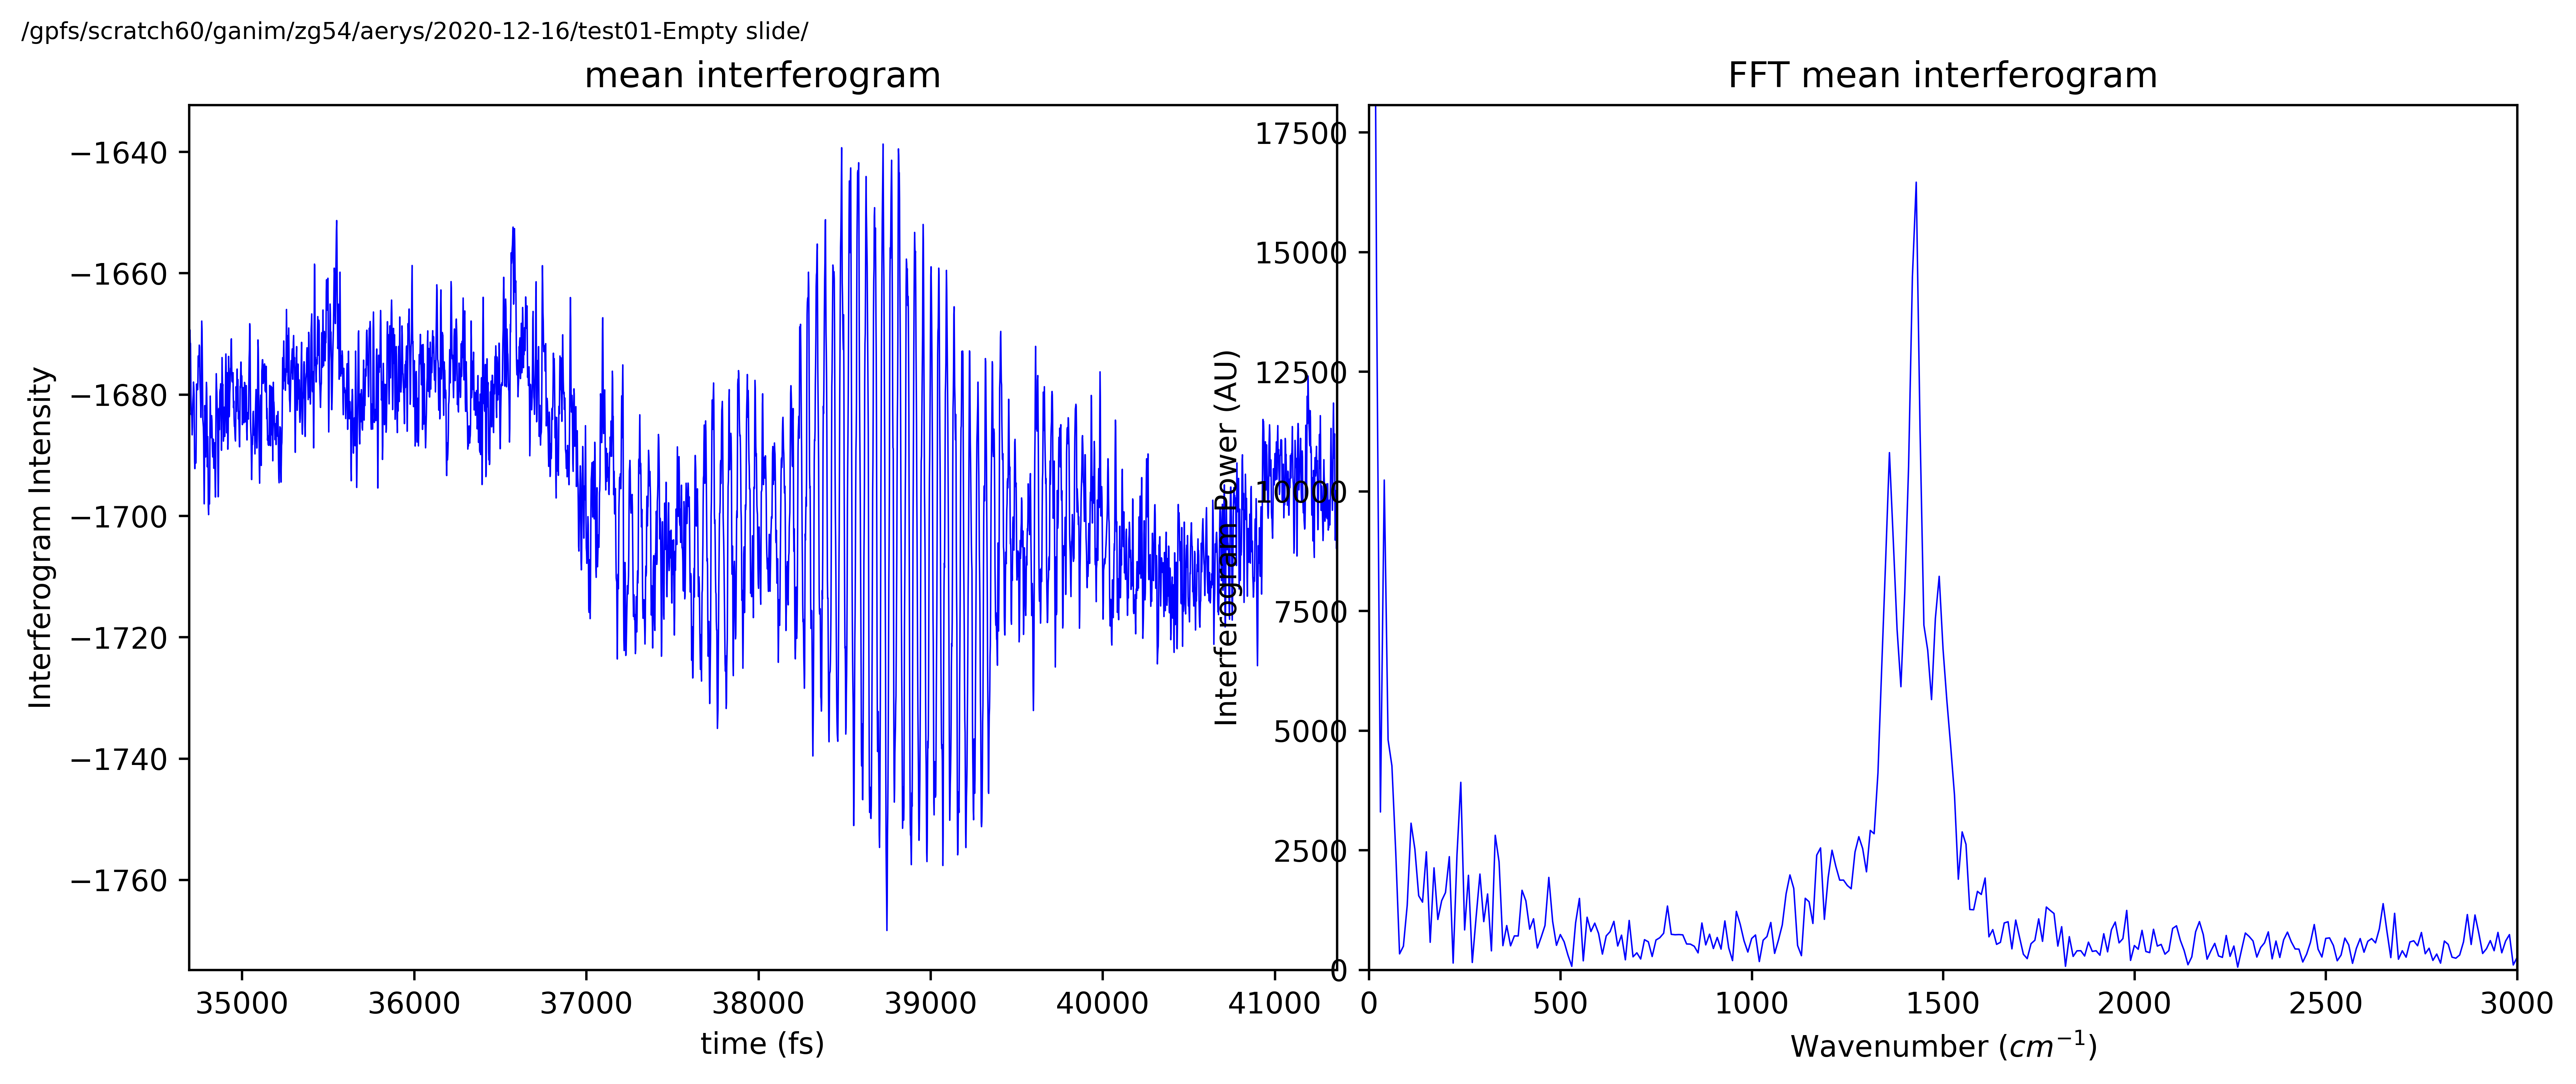 /gpfs/scratch60/ganim/zg54/aerys/2020-12-16/test01-Empty slide/
mean interferogram
Interferogram Intensity
−1640
−1660
−1680
−1700
−1720
−1740
−1760
35000 36000 37000 38000 39000 40000 41000
time (fs)
FFT mean interferogram
Interferogram Power (AU)
17500
15000
12500
10000
7500
5000
2500
0
0 500 1000 1500 2000 2500 3000
Wavenumber (cm⁻¹)